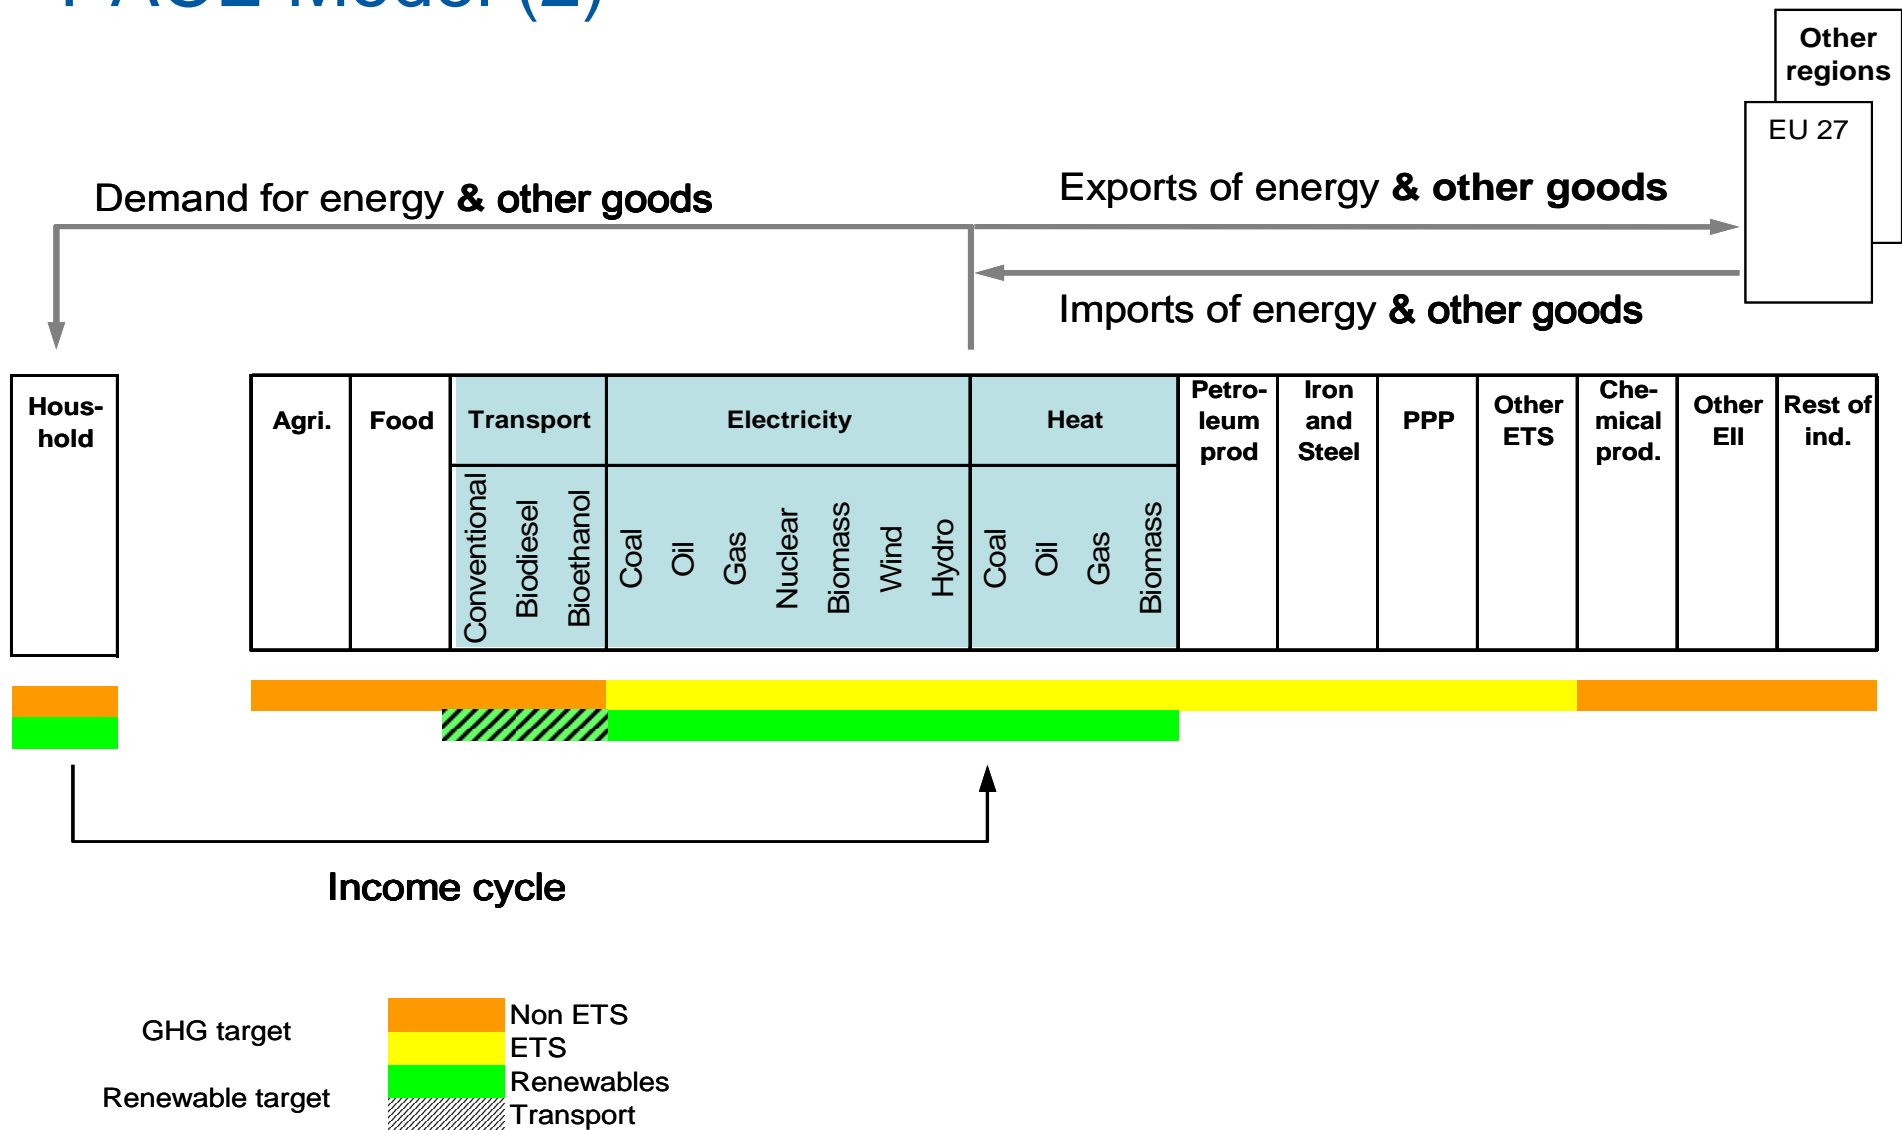 PACE Model (2)
Other
regions
EU 27
Demand for energy & other goods
Exports of energy & other goods
Imports of energy & other goods
Hous-
hold
Agri.
Food
Transport
Electricity
Heat
Petro-
leum
prod
Iron
and
Steel
PPP
Other
ETS
Che-
mical
prod.
Other
EII
Rest of
ind.
Conventional
Biodiesel
Bioethanol
Coal
Oil
Gas
Nuclear
Biomass
Wind
Hydro
Coal
Oil
Gas
Biomass
Income cycle
GHG target
Non ETS
ETS
Renewable target
Renewables
Transport